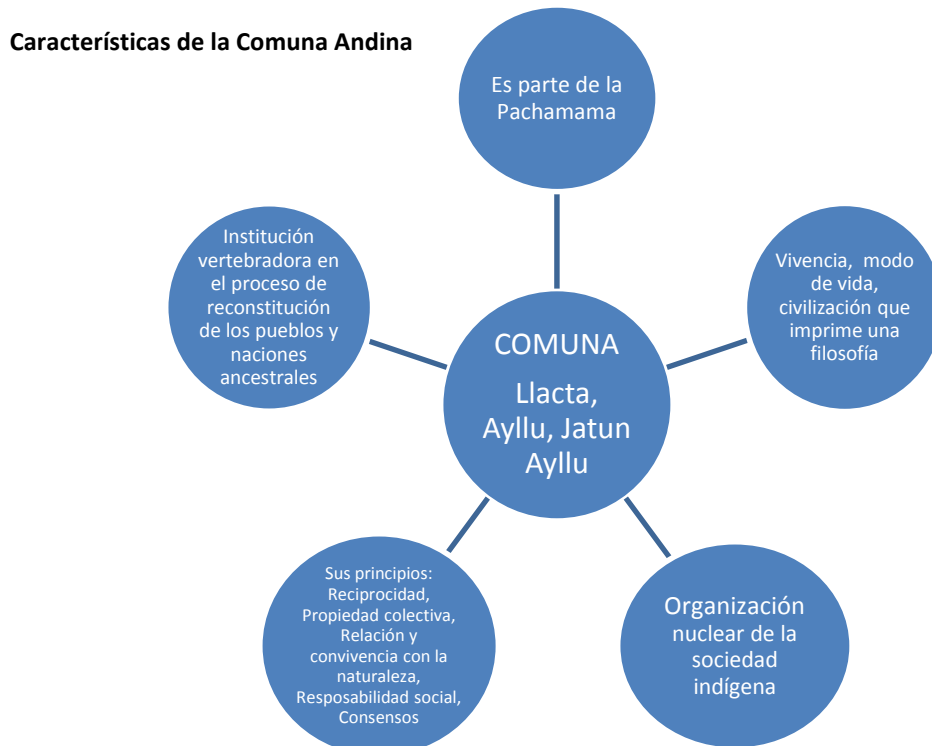 Características de la Comuna Andina
Es parte de la
Pachamama
Institución
vertebradora en
el proceso de
reconstitución
de los pueblos y
naciones
ancestrales
Vivencia, modo
de vida,
civilización que
imprime una
filosofía
COMUNA
Llacta,
Ayllu, Jatun
Ayllu
Sus principios:
Reciprocidad,
Propiedad colectiva,
Relación y
convivencia con la
naturaleza,
Resposabilidad social,
Consensos
Organización
nuclear de la
sociedad
indígena